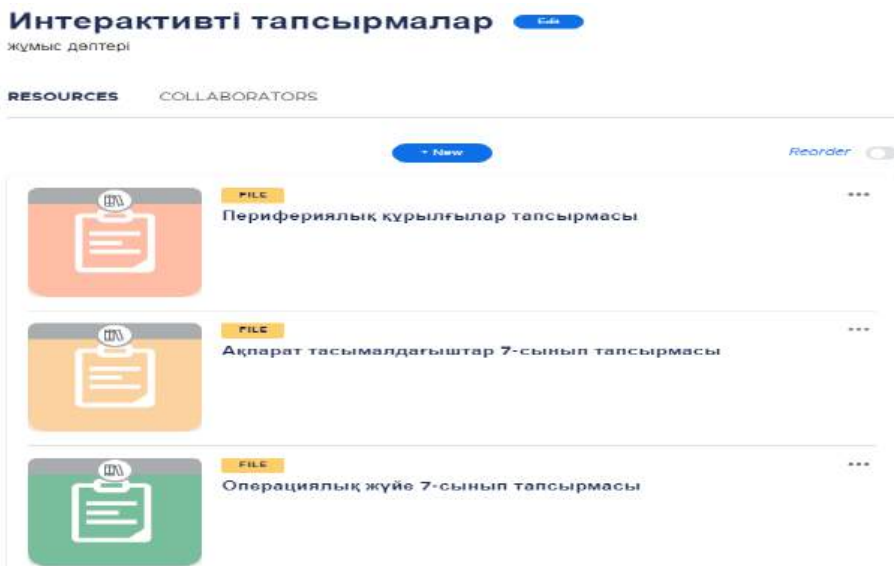 Интерактивті тапсырмалар Edit
жұмыс дәптері
RESOURCES COLLABORATORS
+ New Reorder
FILE
Перифериялық құрылғылар тапсырмасы
FILE
Ақпарат тасымалдағыштар 7-сынып тапсырмасы
FILE
Операциялық жүйе 7-сынып тапсырмасы